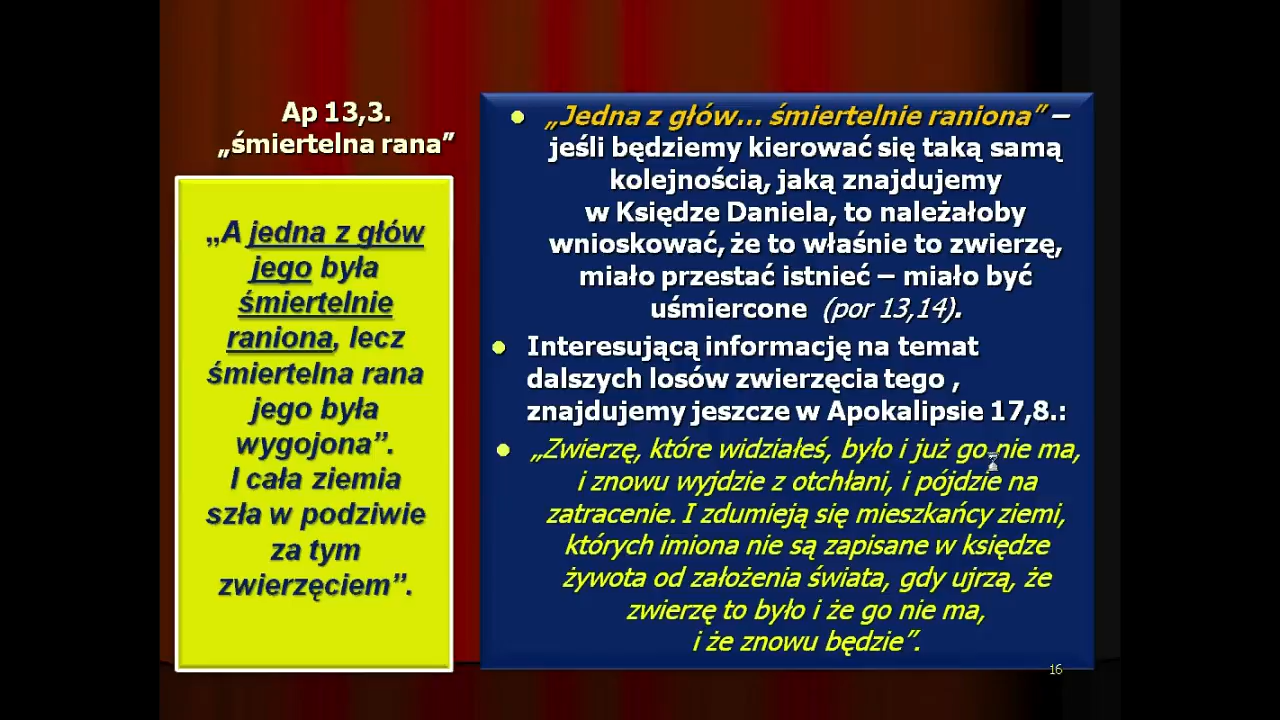 Ap 13,3.
„śmiertelna rana”
„A jedna z głów
jego była
śmiertelnie
raniona, lecz
śmiertelna rana
jego była
wygojona”.
I cała ziemia
szła w podziwie
za tym
zwierzęciem”.
„Jedna z głów... śmiertelnie raniona” –
jeśli będziemy kierować się taką samą
kolejnością, jaką znajdujemy
w Księdze Daniela, to należałoby
wnioskować, że to właśnie to zwierzę,
miało przestać istnieć – miało być
uśmiercone (por 13,14).
Interesującą informację na temat
dalszych losów zwierzęcia tego ,
znajdujemy jeszcze w Apokalipsie 17,8.:
„Zwierzę, które widziałeś, było i już go nie ma,
i znowu wyjdzie z otchłani, i pójdzie na
zatracenie. I zdumieją się mieszkańcy ziemi,
których imiona nie są zapisane w księdze
żywota od założenia świata, gdy ujrzą, że
zwierzę to było i że go nie ma,
i że znowu będzie”.
16